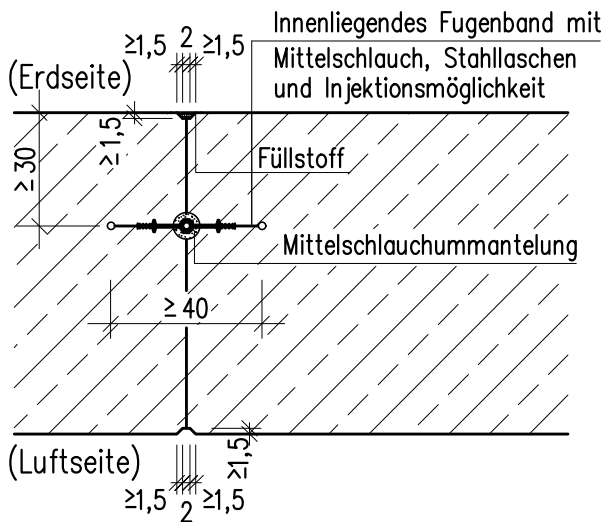 Innenliegendes Fugenband mit
Mittelschlauch, Stahllaschen
und Injektionsmöglichkeit
≥1,5 2 ≥1,5
(Erdseite)
≥1,5
≥30
Füllstoff
Mittelschlauchummantelung
≥40
≥1,5
(Luftseite)
≥1,5 2 ≥1,5